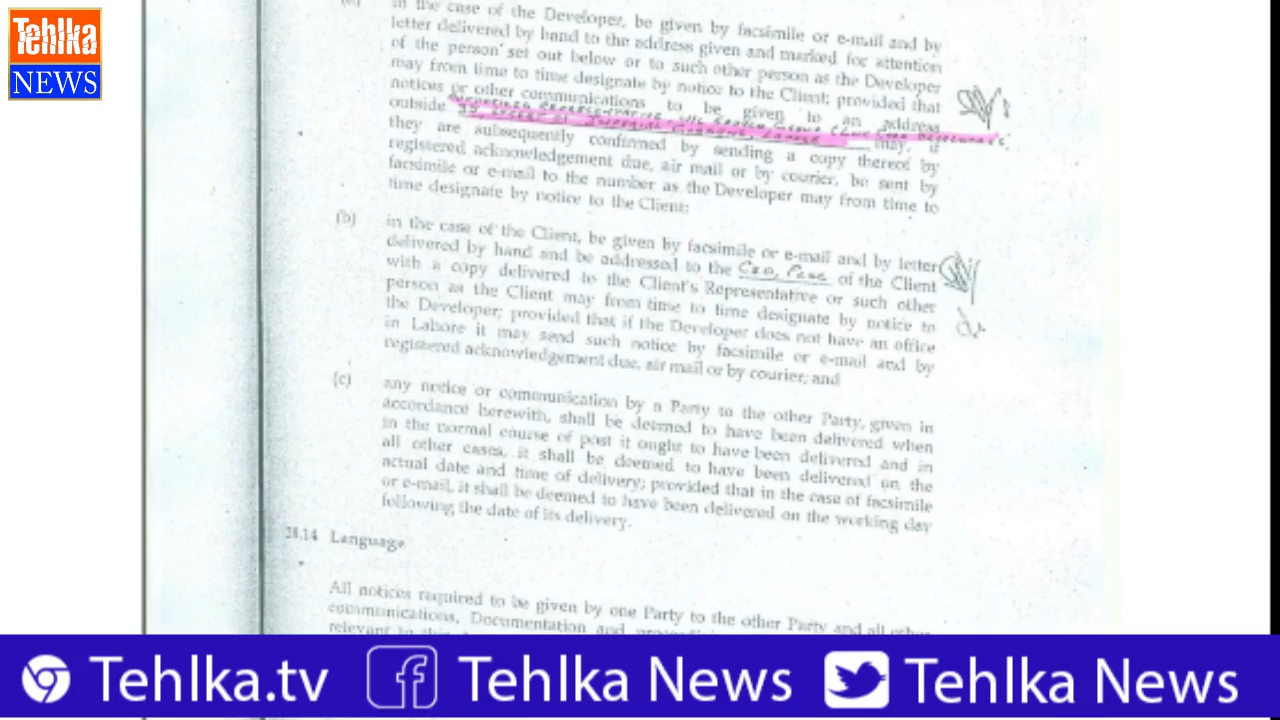 Tehlka
NEWS
in the case of the Developer, be given by facsimile or e-mail and by
letter delivered by hand to the address given and marked for attention
of the person set out below or to such other person as the Developer
may from time to time designate by notice to the Client; provided that
notices or other communications to be given to an address
outside may, if
they are subsequently confirmed by sending a copy thereof by
registered acknowledgement due, air mail or by courier, be sent by
facsimile or e-mail to the number as the Developer may from time to
time designate by notice to the Client;
(b) in the case of the Client, be given by facsimile or e-mail and by letter
delivered by hand and be addressed to the of the Client
with a copy delivered to the Client's Representative or such other
person as the Client may from time to time designate by notice to
the Developer; provided that if the Developer does not have an office
in Lahore it may send such notice by facsimile or e-mail and by
registered acknowledgement due, air mail or by courier; and
(c) any notice or communication by a Party to the other Party, given in
accordance herewith, shall be deemed to have been delivered when
in the normal course of post it ought to have been delivered and in
all other cases, it shall be deemed to have been delivered on the
actual date and time of delivery; provided that in the case of facsimile
or e-mail, it shall be deemed to have been delivered on the working day
following the date of its delivery.
28.14 Language
All notices required to be given by one Party to the other Party and all other
communications, Documentation and
relevant to this
Tehlka.tv Tehlka News Tehlka News